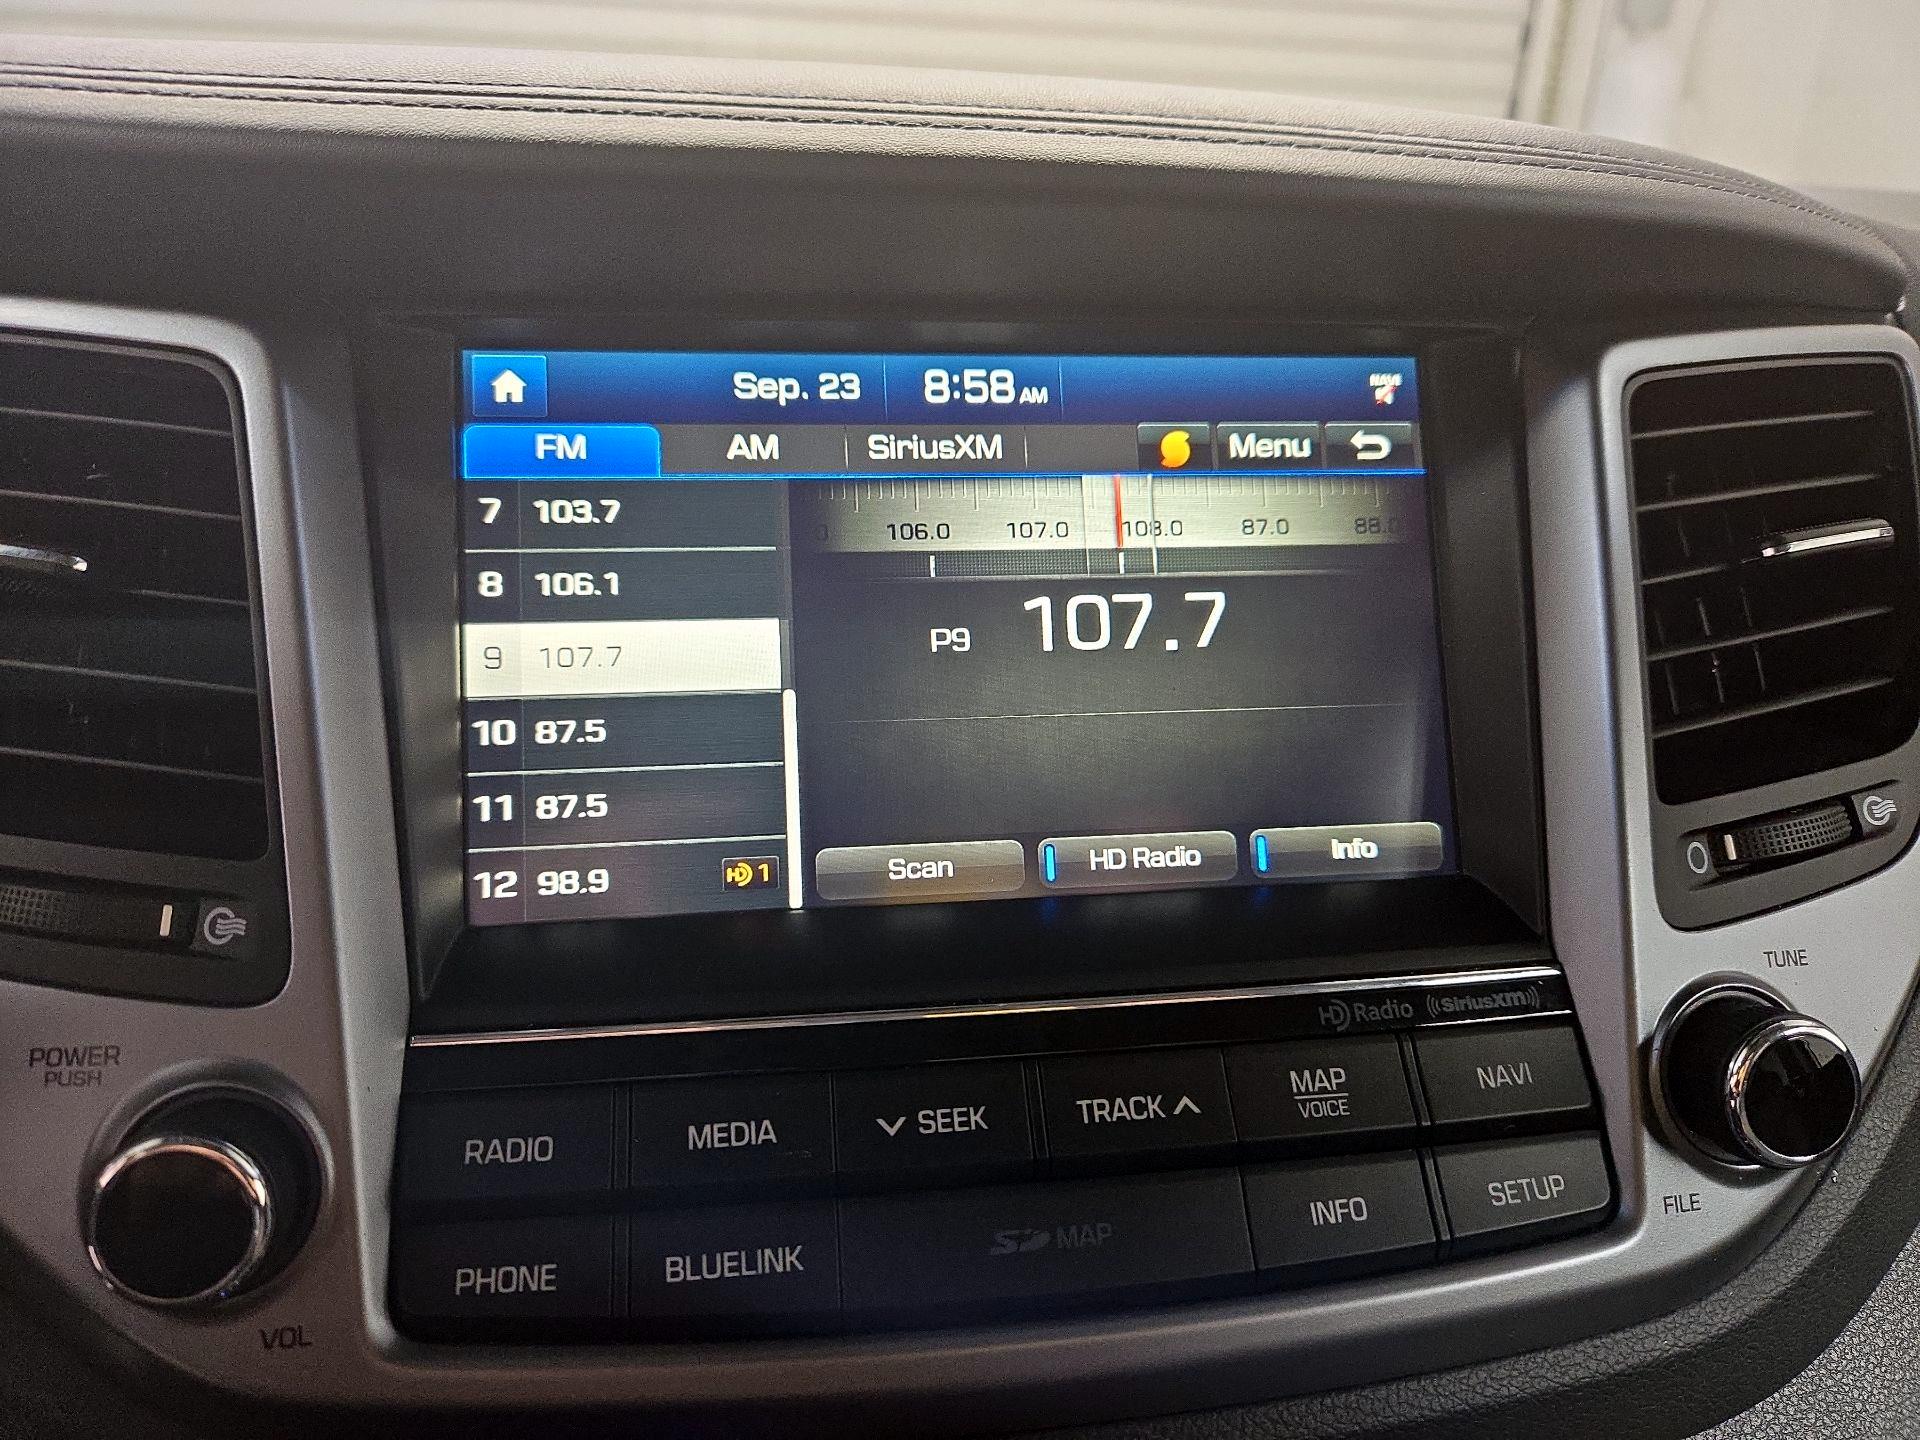 Sep. 23 8:58 AM NAVI
FM AM SiriusXM Menu
7 103.7
8 106.1
9 107.7
10 87.5
11 87.5
12 98.9 HD 1
106.0 107.0 108.0 87.0 88.0
P9 107.7
Scan HD Radio Info
HD Radio ((SiriusXM))
TUNE
FILE
POWER
PUSH
VOL
RADIO MEDIA SEEK TRACK MAP
VOICE NAVI
PHONE BLUELINK SD MAP INFO SETUP